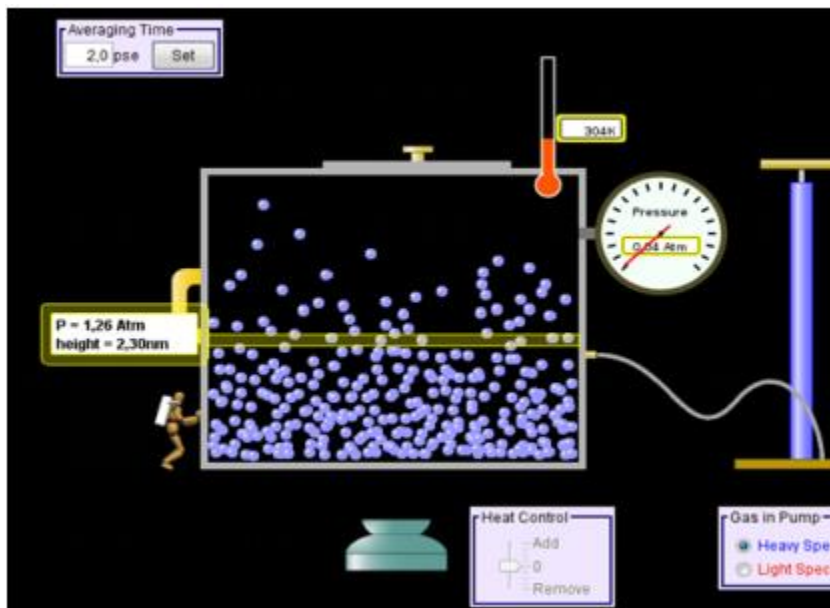 Averaging Time
2,0 pse Set
304K
Pressure
0,04 Atm
P = 1,26 Atm
height = 2,30nm
Heat Control
Add
0
Remove
Gas in Pump
Heavy Spe
Light Spec